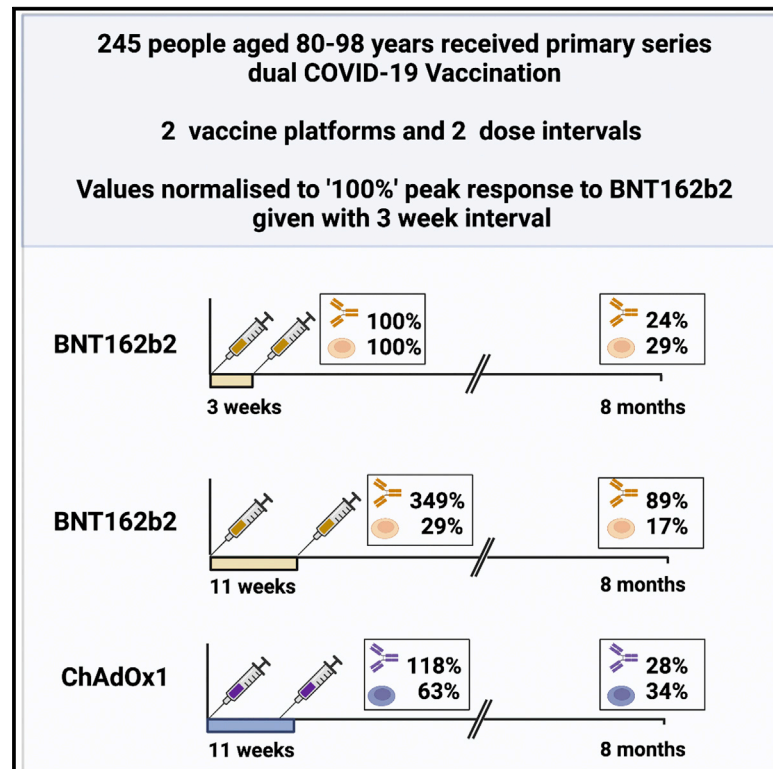 245 people aged 80-98 years received primary series
dual COVID-19 Vaccination
2 vaccine platforms and 2 dose intervals
Values normalised to '100%' peak response to BNT162b2
given with 3 week interval
BNT162b2
100%
100%
24%
29%
3 weeks
8 months
BNT162b2
349%
29%
89%
17%
11 weeks
8 months
ChAdOx1
118%
63%
28%
34%
11 weeks
8 months